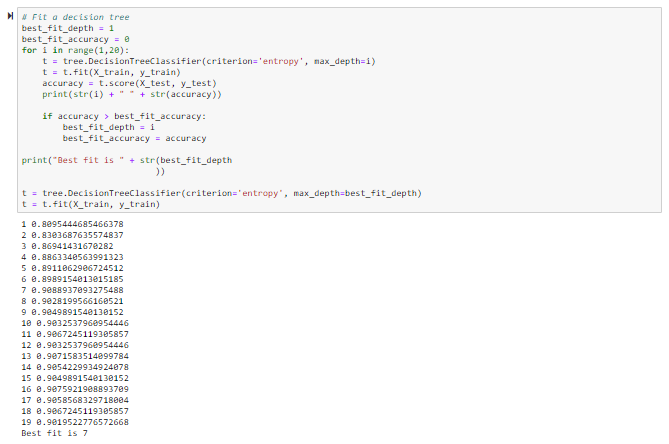 # Fit a decision tree
best_fit_depth = 1
best_fit_accuracy = 0
for i in range(1,20):
    t = tree.DecisionTreeClassifier(criterion='entropy', max_depth=i)
    t = t.fit(X_train, y_train)
    accuracy = t.score(X_test, y_test)
    print(str(i) + " " + str(accuracy))
    if accuracy > best_fit_accuracy:
        best_fit_depth = i
        best_fit_accuracy = accuracy
print("Best fit is " + str(best_fit_depth
                          ))
t = tree.DecisionTreeClassifier(criterion='entropy', max_depth=best_fit_depth)
t = t.fit(X_train, y_train)
1 0.8095444685466378
2 0.8303687635574837
3 0.86941431670282
4 0.8863340563991323
5 0.8911062906724512
6 0.8989154013015185
7 0.9088937093275488
8 0.9028199566160521
9 0.9049891540130152
10 0.9032537960954446
11 0.9067245119305857
12 0.9032537960954446
13 0.9071583514099784
14 0.9054229934924078
15 0.9049891540130152
16 0.9075921908893709
17 0.9058568329718004
18 0.9067245119305857
19 0.9019522776572668
Best fit is 7